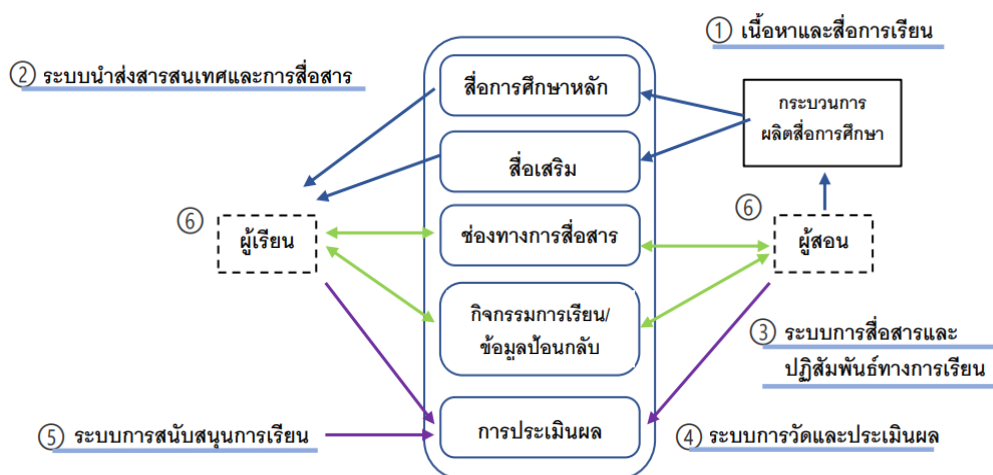 ① เนื้อหาและสื่อการเรียน
② ระบบนำส่งสารสนเทศและการสื่อสาร
สื่อการศึกษาหลัก
กระบวนการ
ผลิตสื่อการศึกษา
สื่อเสริม
⑥
⑥
ผู้เรียน
ช่องทางการสื่อสาร
ผู้สอน
กิจกรรมการเรียน/
ข้อมูลป้อนกลับ
③ ระบบการสื่อสารและ
ปฏิสัมพันธ์ทางการเรียน
⑤ ระบบการสนับสนุนการเรียน
การประเมินผล
④ ระบบการวัดและประเมินผล